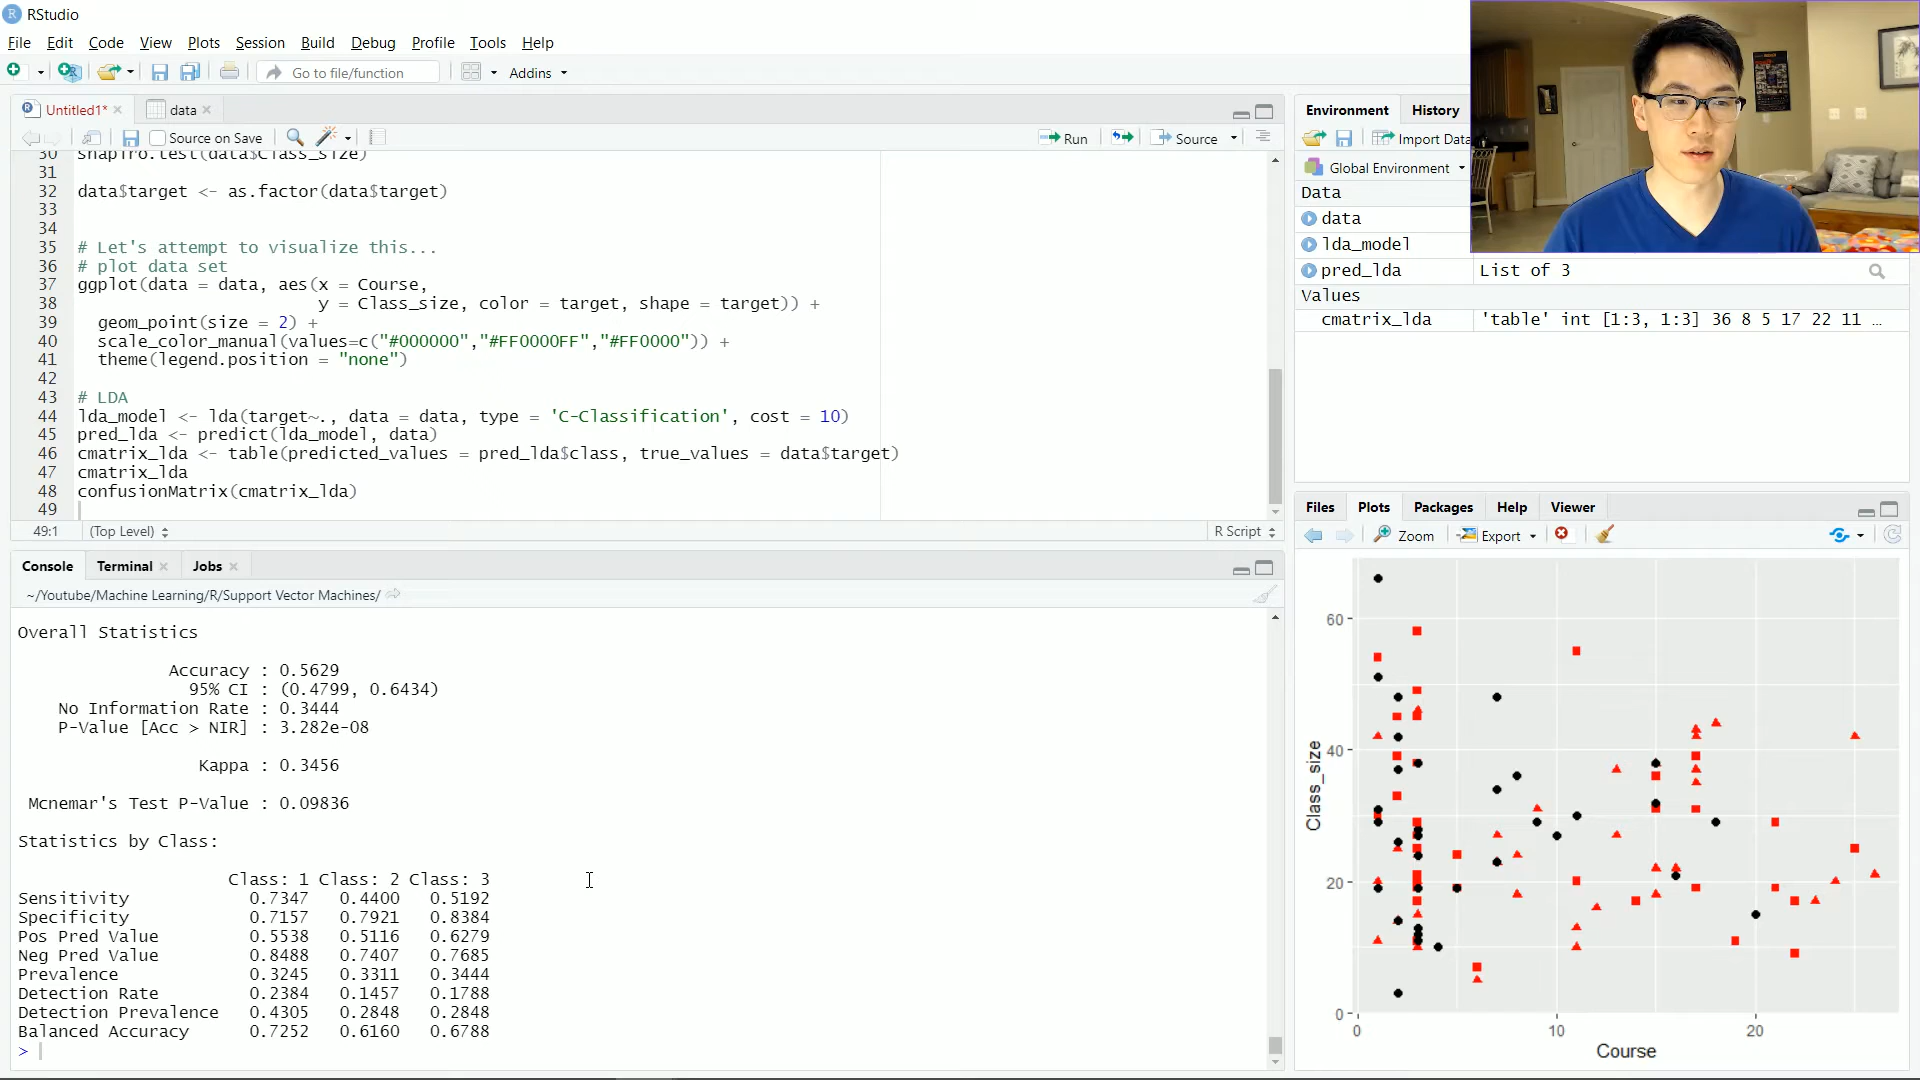 RStudio
File Edit Code View Plots Session Build Debug Profile Tools Help
Go to file/function Addins
Untitled1* data
Source on Save Run Source
30 shapiro.test(data$Class_size)
31
32 data$target <- as.factor(data$target)
33
34
35 # Let's attempt to visualize this...
36 # plot data set
37 ggplot(data = data, aes(x = Course,
38 y = Class_size, color = target, shape = target)) +
39 geom_point(size = 2) +
40 scale_color_manual(values=c("#000000","#FF0000FF","#FF0000")) +
41 theme(legend.position = "none")
42
43 # LDA
44 lda_model <- lda(target~., data = data, type = 'C-Classification', cost = 10)
45 pred_lda <- predict(lda_model, data)
46 cmatrix_lda <- table(predicted_values = pred_lda$class, true_values = data$target)
47 cmatrix_lda
48 confusionMatrix(cmatrix_lda)
49
49:1 (Top Level) R Script
Console Terminal Jobs
~/Youtube/Machine Learning/R/Support Vector Machines/
Overall Statistics
Accuracy : 0.5629
95% CI : (0.4799, 0.6434)
No Information Rate : 0.3444
P-Value [Acc > NIR] : 3.282e-08
Kappa : 0.3456
Mcnemar's Test P-Value : 0.09836
Statistics by Class:
Class: 1 Class: 2 Class: 3
Sensitivity 0.7347 0.4400 0.5192
Specificity 0.7157 0.7921 0.8384
Pos Pred Value 0.5538 0.5116 0.6279
Neg Pred Value 0.8488 0.7407 0.7685
Prevalence 0.3245 0.3311 0.3444
Detection Rate 0.2384 0.1457 0.1788
Detection Prevalence 0.4305 0.2848 0.2848
Balanced Accuracy 0.7252 0.6160 0.6788
>
Environment History
Import Data
Global Environment
Data
data
lda_model
pred_lda List of 3
Values
cmatrix_lda 'table' int [1:3, 1:3] 36 8 5 17 22 11 ...
Files Plots Packages Help Viewer
Zoom Export
60
40
20
0
Class_size
0 10 20
Course